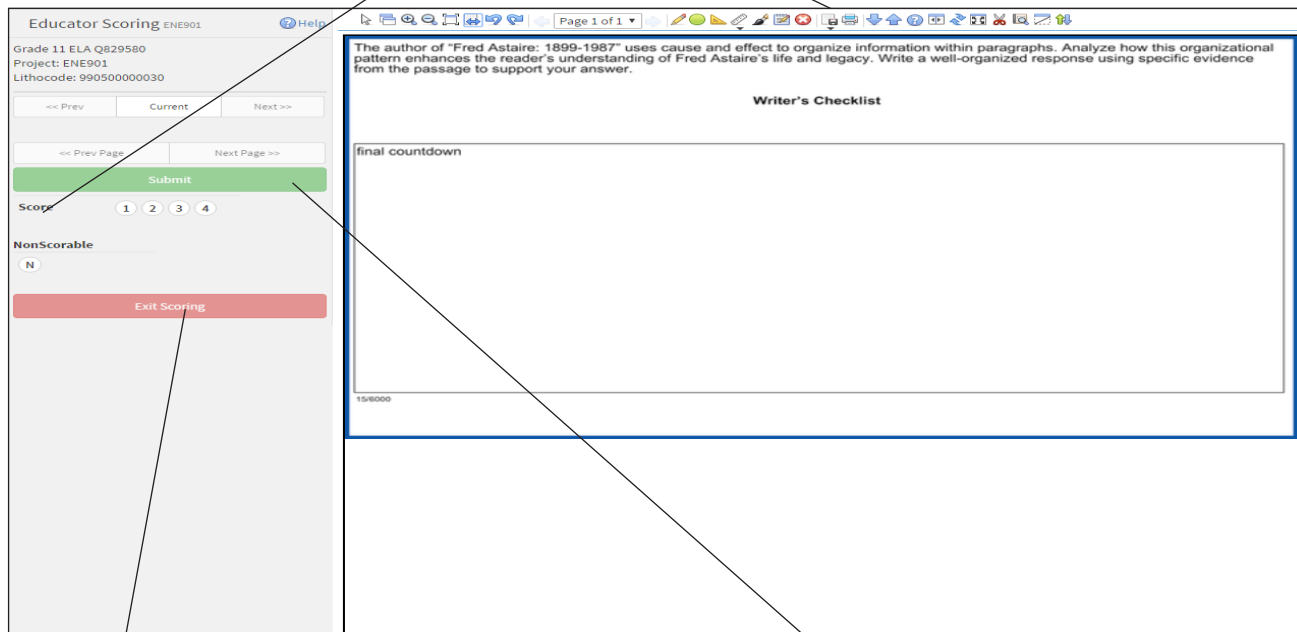 Educator Scoring ENE901
Help
Grade 11 ELA Q829580
Project: ENE901
Lithocode: 990500000030
<< Prev Current Next >>
<< Prev Page Next Page >>
Submit
Score 1 2 3 4
NonScorable
N
Exit Scoring
Page 1 of 1
The author of "Fred Astaire: 1899-1987" uses cause and effect to organize information within paragraphs. Analyze how this organizational
pattern enhances the reader's understanding of Fred Astaire's life and legacy. Write a well-organized response using specific evidence
from the passage to support your answer.
Writer's Checklist
final countdown
15/6000